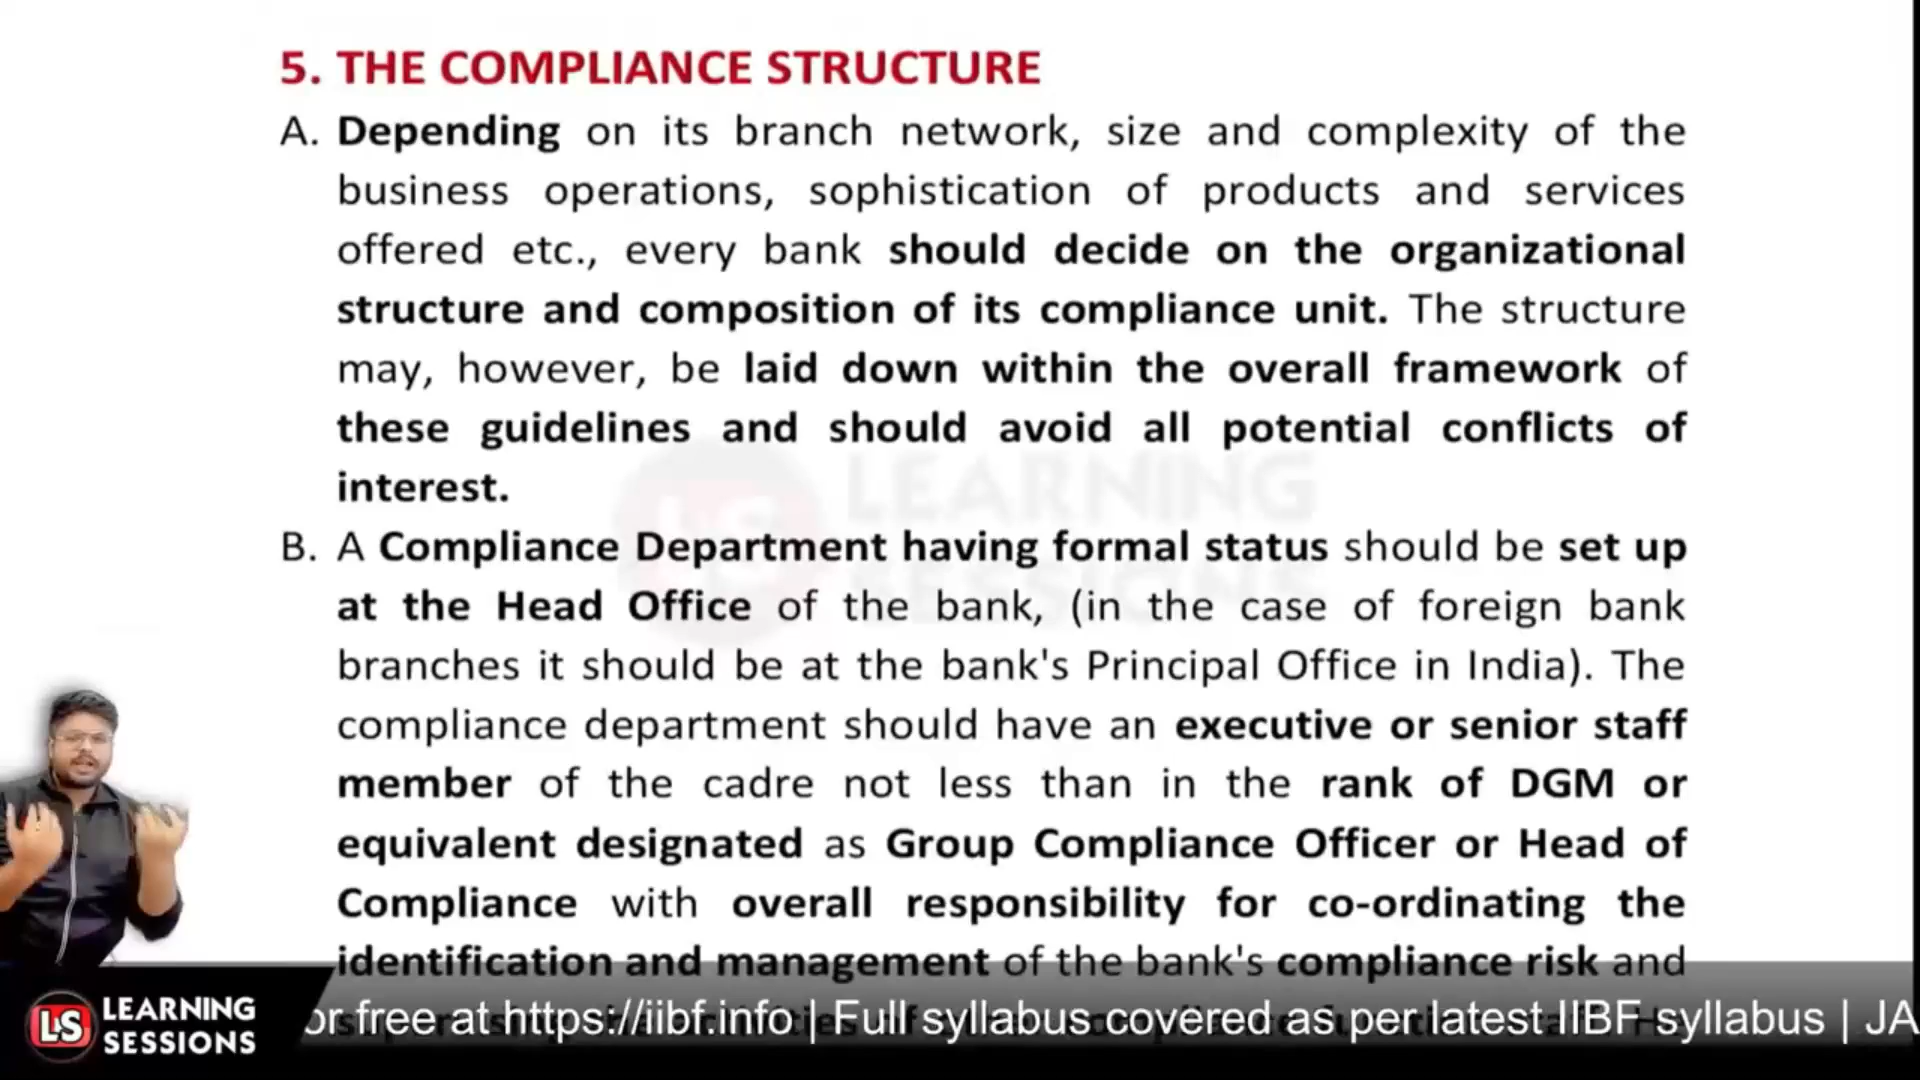 5. THE COMPLIANCE STRUCTURE
A. Depending on its branch network, size and complexity of the
business operations, sophistication of products and services
offered etc., every bank should decide on the organizational
structure and composition of its compliance unit. The structure
may, however, be laid down within the overall framework of
these guidelines and should avoid all potential conflicts of
interest.
B. A Compliance Department having formal status should be set up
at the Head Office of the bank, (in the case of foreign bank
branches it should be at the bank's Principal Office in India). The
compliance department should have an executive or senior staff
member of the cadre not less than in the rank of DGM or
equivalent designated as Group Compliance Officer or Head of
Compliance with overall responsibility for co-ordinating the
identification and management of the bank's compliance risk and
LS LEARNING
SESSIONS
LS LEARNING
SESSIONS
or free at https://iibf.info | Full syllabus covered as per latest IIBF syllabus | JA